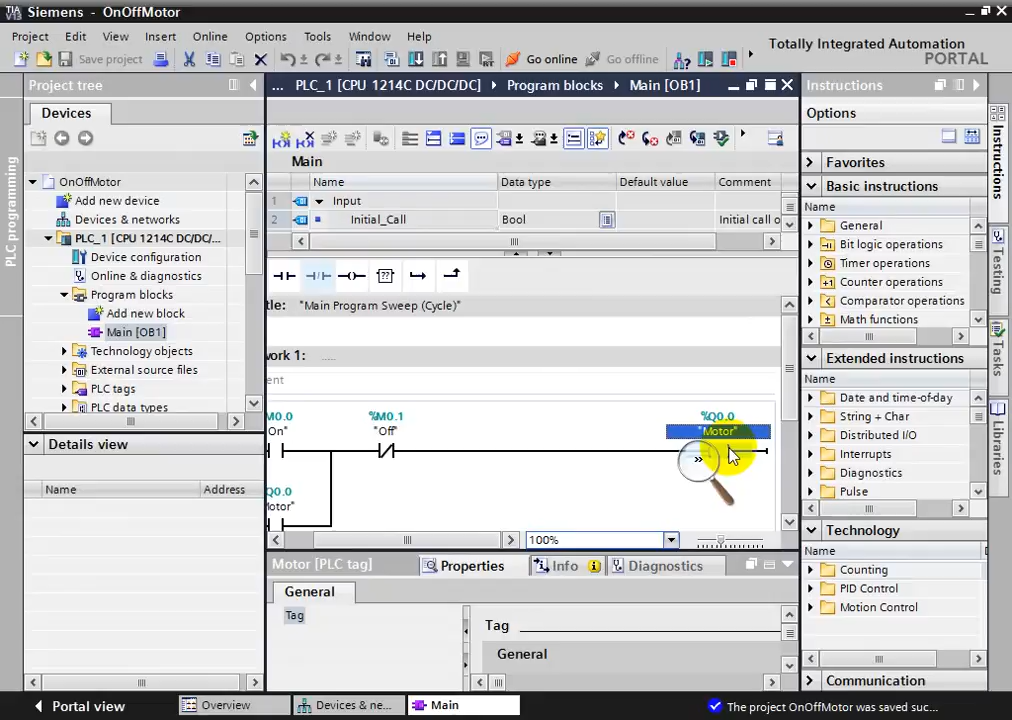 TIA
V13
Siemens - OnOffMotor
Project Edit View Insert Online Options Tools Window Help
Save project
Go online
Go offline
Totally Integrated Automation
PORTAL
PLC programming
Project tree
Devices
OnOffMotor
Add new device
Devices & networks
PLC_1 [CPU 1214C DC/DC/...
Device configuration
Online & diagnostics
Program blocks
Add new block
Main [OB1]
Technology objects
External source files
PLC tags
PLC data types
Details view
Name Address
... PLC_1 [CPU 1214C DC/DC/DC] Program blocks Main [OB1]
Main
Name Data type Default value Comment
1 Input
2 Initial_Call Bool Initial call o
??
tle: "Main Program Sweep (Cycle)"
work 1: .....
ent
M0.0 %M0.1 %Q0.0
On" "Off" "Motor"
»
Q0.0
Motor"
100%
Motor [PLC tag]
Properties
Info
Diagnostics
General
Tag
Tag
General
Instructions
Options
Favorites
Basic instructions
Name
General
Bit logic operations
Timer operations
Counter operations
Comparator operations
Math functions
Extended instructions
Name
Date and time-of-day
String + Char
Distributed I/O
Interrupts
Diagnostics
Pulse
Technology
Name
Counting
PID Control
Motion Control
Communication
Instructions
Testing
Tasks
Libraries
Portal view
Overview
Devices & ne...
Main
The project OnOffMotor was saved suc...